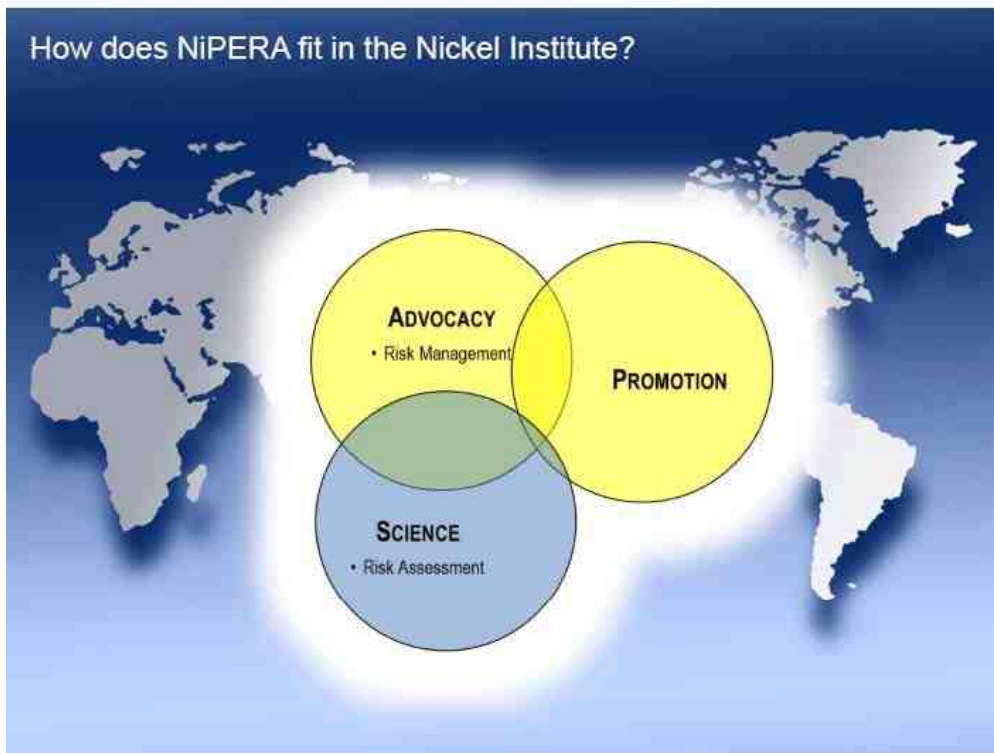 How does NiPERA fit in the Nickel Institute?
ADVOCACY
• Risk Management
PROMOTION
SCIENCE
• Risk Assessment